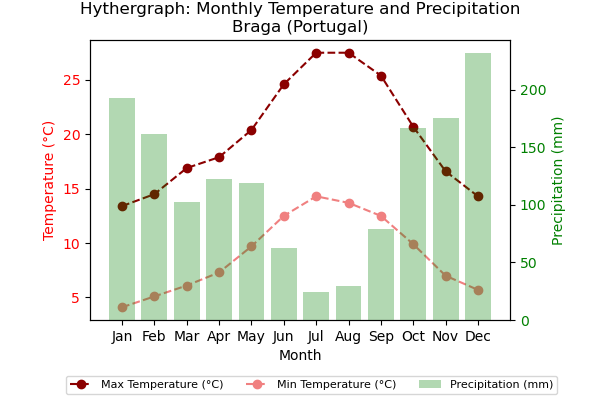 Hythergraph: Monthly Temperature and Precipitation
Braga (Portugal)
Temperature (°C)
25
20
15
10
5
200
150
100
50
0
Precipitation (mm)
Jan Feb Mar Apr May Jun Jul Aug Sep Oct Nov Dec
Month
Max Temperature (°C) Min Temperature (°C) Precipitation (mm)